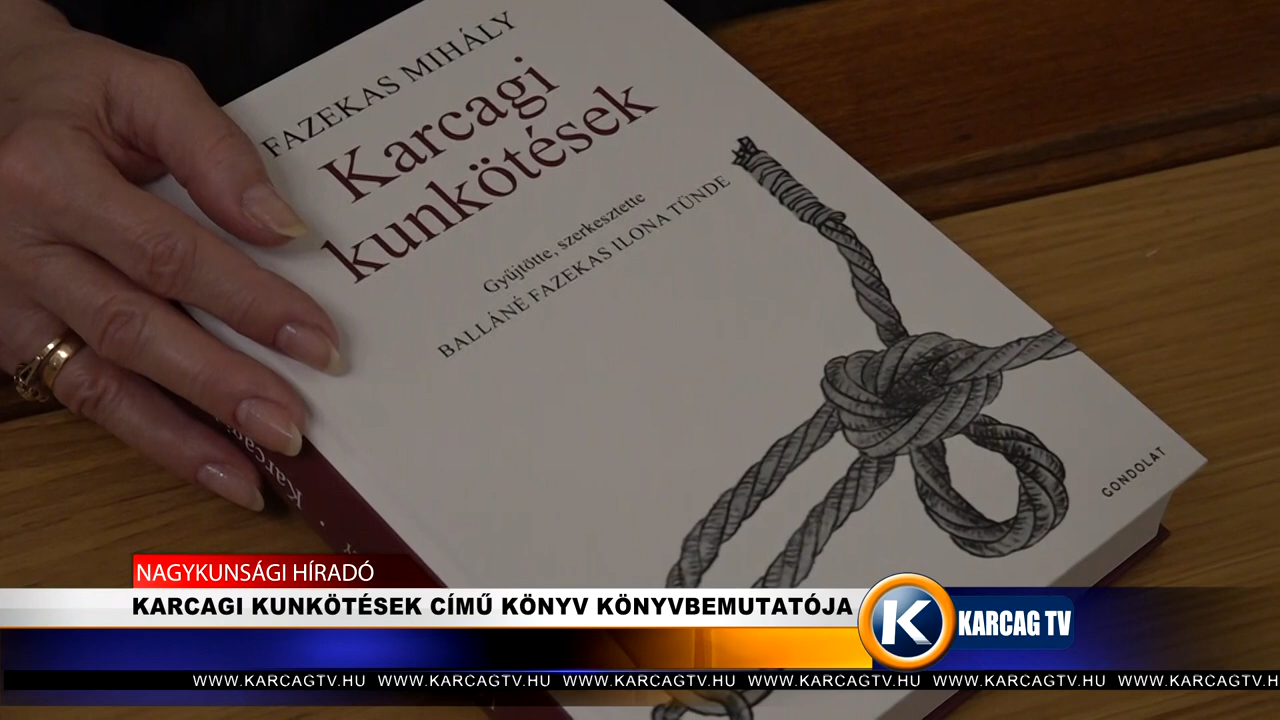 FAZEKAS MIHÁLY
Karcagi
kunkötések
Gyűjtötte, szerkesztette
BALLÁNÉ FAZEKAS ILONA TÜNDE
GONDOLAT
Karcagi
NAGYKUNSÁGI HÍRADÓ
KARCAGI KUNKÖTÉSEK CÍMŰ KÖNYV KÖNYVBEMUTATÓJA
K KARCAG TV
WWW.KARCAGTV.HU WWW.KARCAGTV.HU WWW.KARCAGTV.HU WWW.KARCAGTV.HU WWW.KARCAGTV.HU WWW.KARCAGTV.H